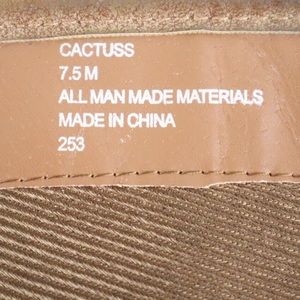 CACTUSS
7.5 M
ALL MAN MADE MATERIALS
MADE IN CHINA
253